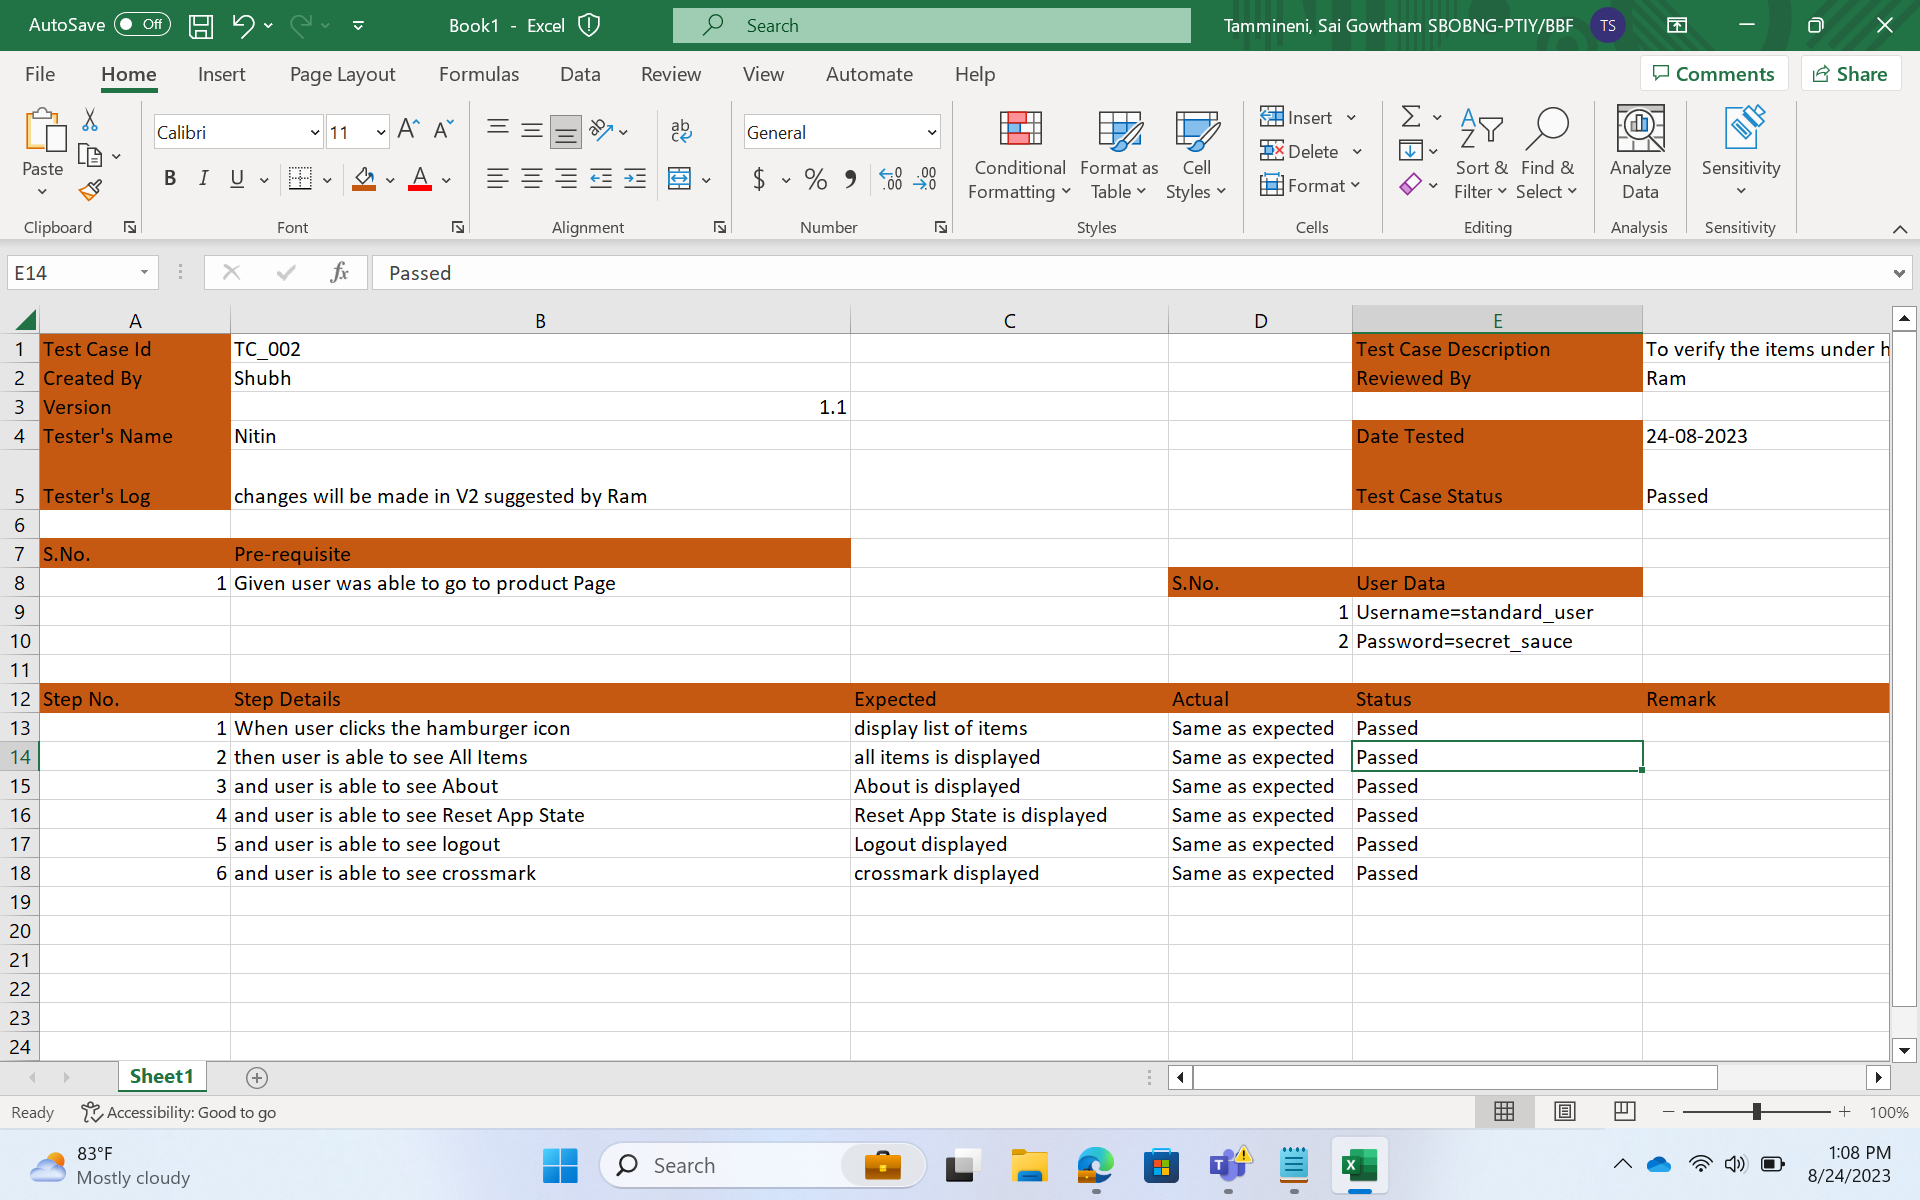 AutoSave Off Book1 - Excel Search Tammineni, Sai Gowtham SBOBNG-PTIY/BBF TS
File Home Insert Page Layout Formulas Data Review View Automate Help Comments Share
Calibri 11 General Insert
Paste Conditional Formatting Format as Table Cell Styles Delete Sort & Filter Find & Select Analyze Data Sensitivity
B I U $ % Format
Clipboard Font Alignment Number Styles Cells Editing Analysis Sensitivity
E14 fx Passed
A B C D E
1 Test Case Id TC_002 Test Case Description To verify the items under h
2 Created By Shubh Reviewed By Ram
3 Version 1.1
4 Tester's Name Nitin Date Tested 24-08-2023
5 Tester's Log changes will be made in V2 suggested by Ram Test Case Status Passed
6
7 S.No. Pre-requisite
8 1 Given user was able to go to product Page S.No. User Data
9 1 Username=standard_user
10 2 Password=secret_sauce
11
12 Step No. Step Details Expected Actual Status Remark
13 1 When user clicks the hamburger icon display list of items Same as expected Passed
14 2 then user is able to see All Items all items is displayed Same as expected Passed
15 3 and user is able to see About About is displayed Same as expected Passed
16 4 and user is able to see Reset App State Reset App State is displayed Same as expected Passed
17 5 and user is able to see logout Logout displayed Same as expected Passed
18 6 and user is able to see crossmark crossmark displayed Same as expected Passed
19
20
21
22
23
24
Sheet1
Ready Accessibility: Good to go 100%
83°F
Mostly cloudy
Search
1:08 PM
8/24/2023